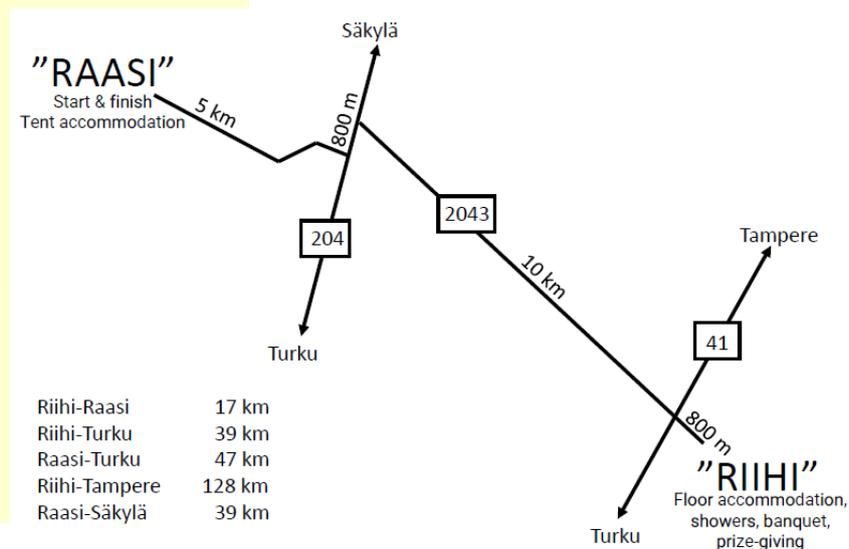 Säkylä
”RAASI”
Start & finish
Tent accommodation
5 km
800 m
2043
204
10 km
Tampere
41
Turku
800 m
”RIIHI”
Floor accommodation,
showers, banquet,
prize-giving
Turku
Riihi-Raasi 17 km
Riihi-Turku 39 km
Raasi-Turku 47 km
Riihi-Tampere 128 km
Raasi-Säkylä 39 km